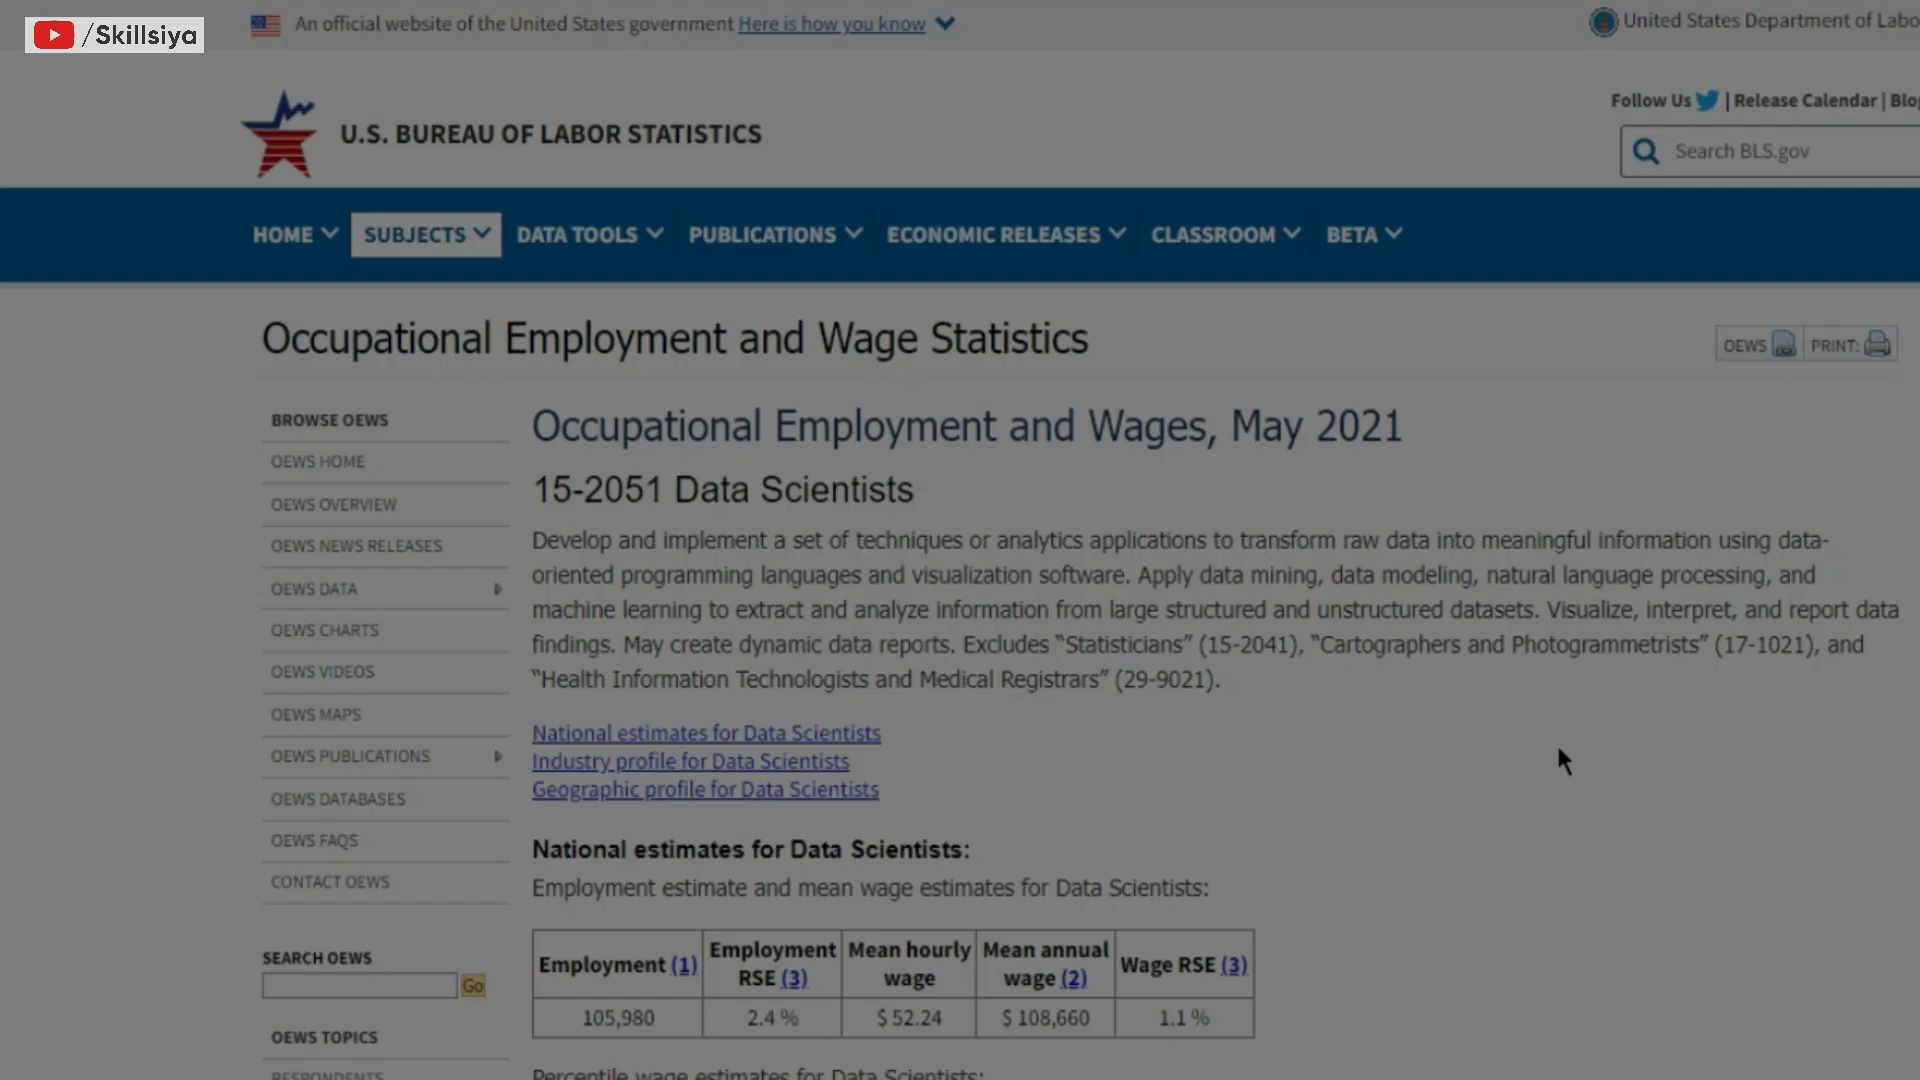 /Skillsiya
An official website of the United States government Here is how you know
United States Department of Labo
Follow Us | Release Calendar | Blog
U.S. BUREAU OF LABOR STATISTICS
Search BLS.gov
HOME SUBJECTS DATA TOOLS PUBLICATIONS ECONOMIC RELEASES CLASSROOM BETA
Occupational Employment and Wage Statistics
OEWS PRINT:
BROWSE OEWS
OEWS HOME
OEWS OVERVIEW
OEWS NEWS RELEASES
OEWS DATA
OEWS CHARTS
OEWS VIDEOS
OEWS MAPS
OEWS PUBLICATIONS
OEWS DATABASES
OEWS FAQS
CONTACT OEWS
SEARCH OEWS
Go
OEWS TOPICS
RESPONDENTS
Occupational Employment and Wages, May 2021
15-2051 Data Scientists
Develop and implement a set of techniques or analytics applications to transform raw data into meaningful information using data-
oriented programming languages and visualization software. Apply data mining, data modeling, natural language processing, and
machine learning to extract and analyze information from large structured and unstructured datasets. Visualize, interpret, and report data
findings. May create dynamic data reports. Excludes “Statisticians” (15-2041), “Cartographers and Photogrammetrists” (17-1021), and
“Health Information Technologists and Medical Registrars” (29-9021).
National estimates for Data Scientists
Industry profile for Data Scientists
Geographic profile for Data Scientists
National estimates for Data Scientists:
Employment estimate and mean wage estimates for Data Scientists:
Employment (1) Employment RSE (3) Mean hourly wage Mean annual wage (2) Wage RSE (3)
105,980 2.4 % $ 52.24 $ 108,660 1.1 %
Percentile wage estimates for Data Scientists: